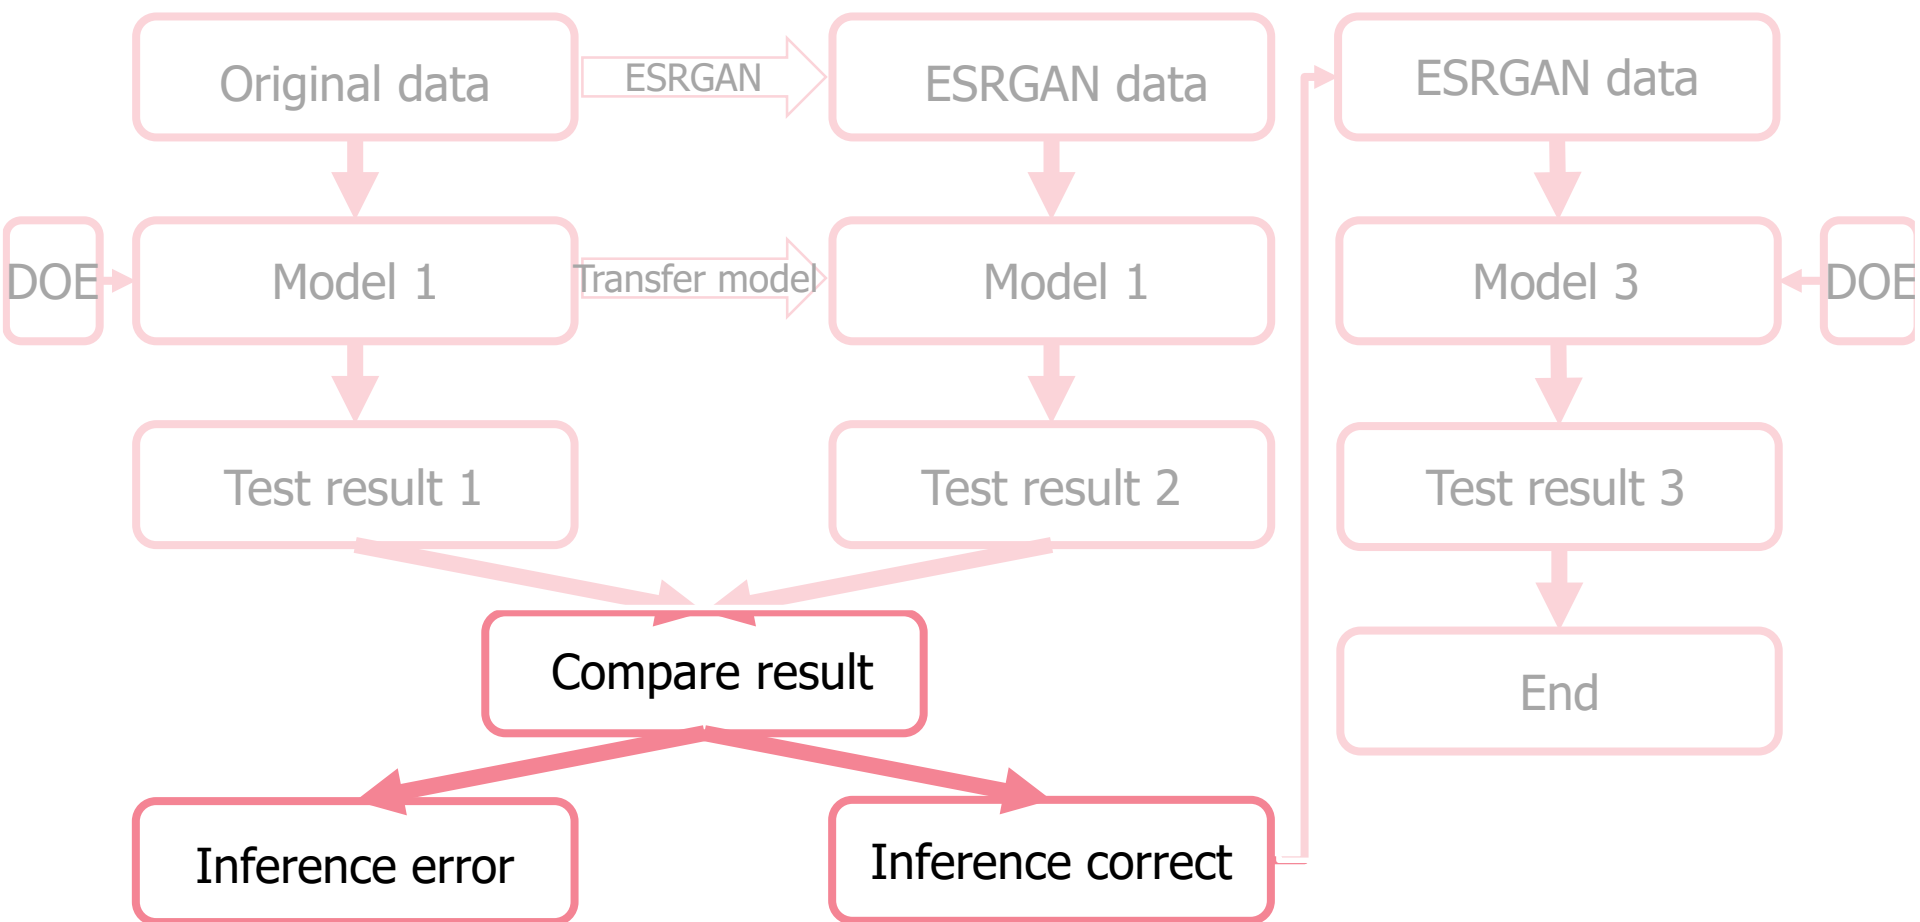 Original data
ESRGAN
ESRGAN data
ESRGAN data
DOE
Model 1
Transfer model
Model 1
Model 3
DOE
Test result 1
Test result 2
Test result 3
Compare result
End
Inference error
Inference correct